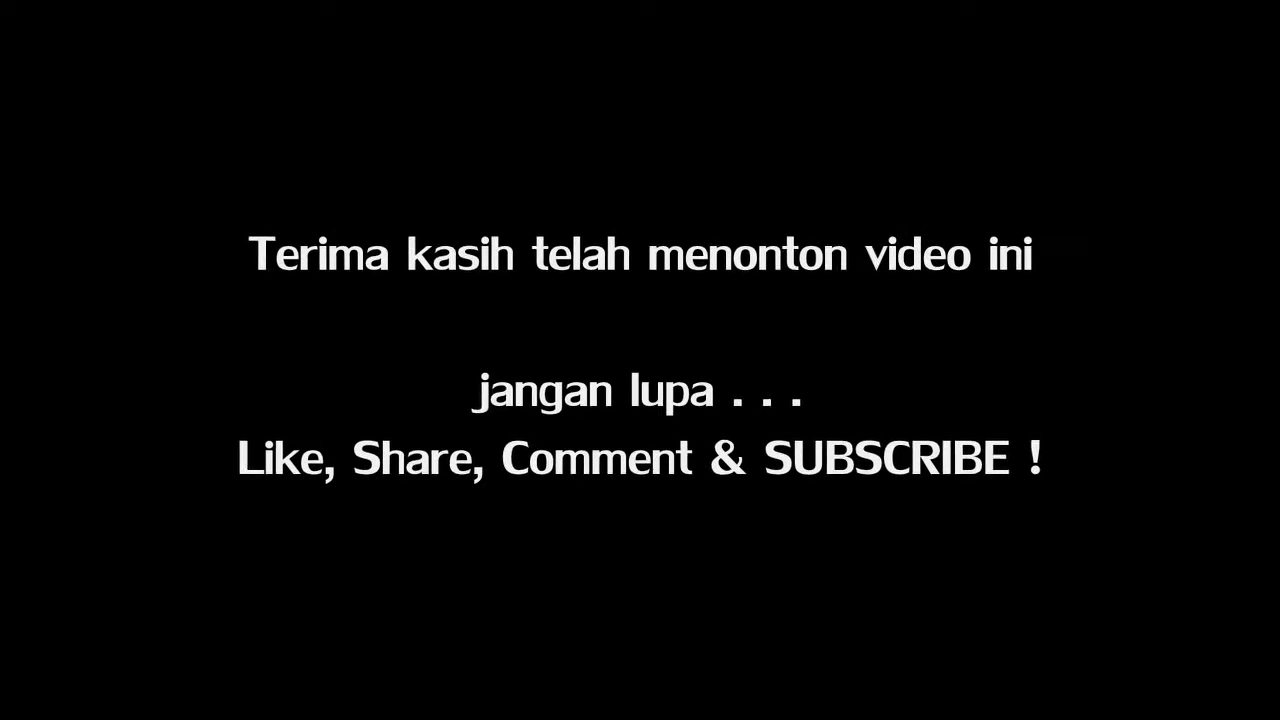 Terima kasih telah menonton video ini
jangan lupa . . .
Like, Share, Comment & SUBSCRIBE !